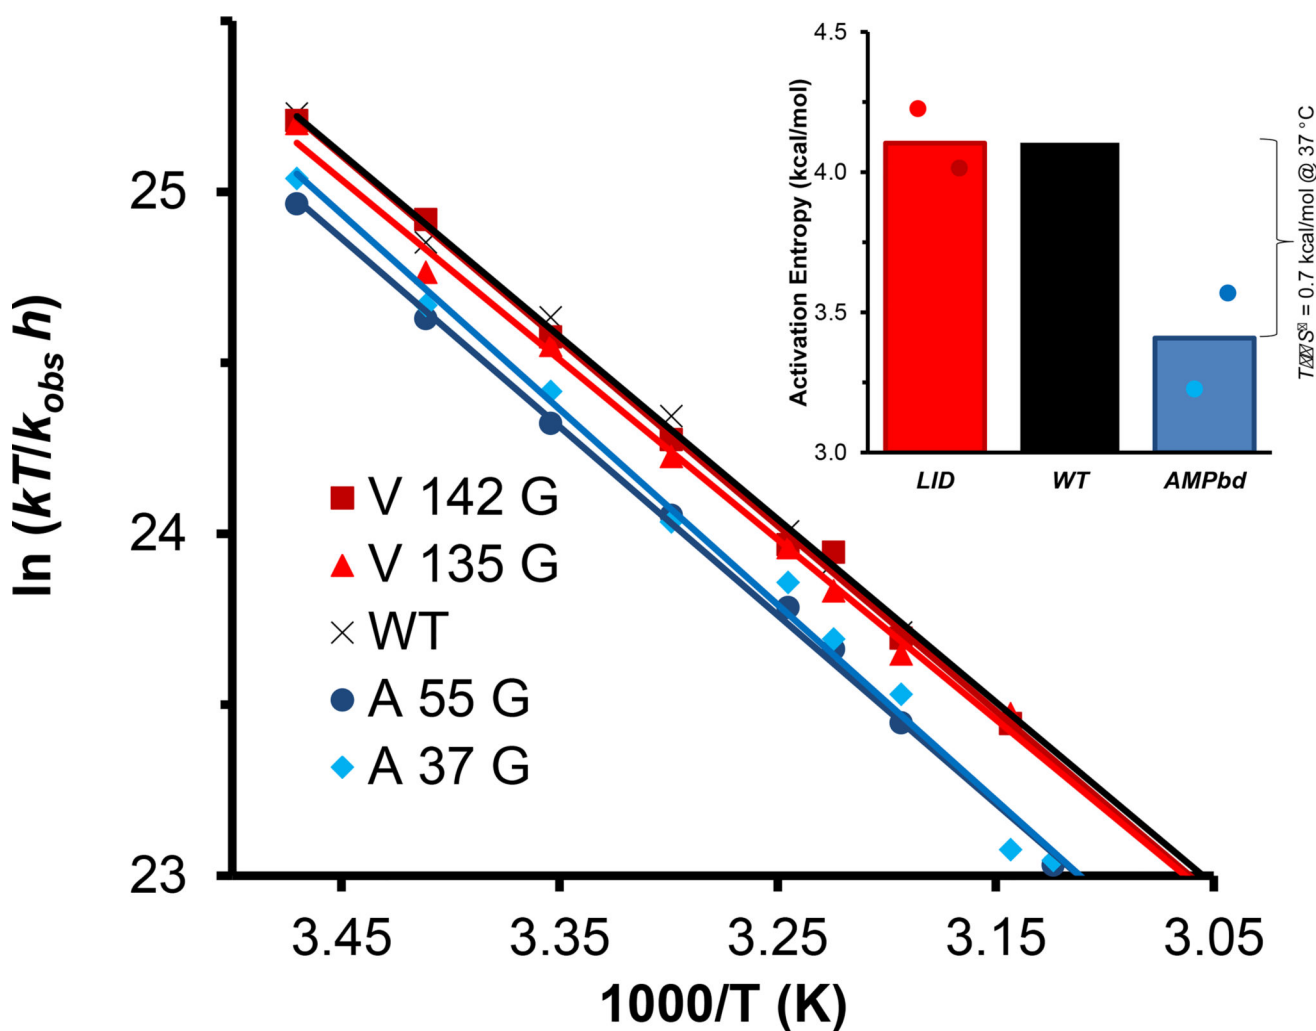 ln (kT/kobs h)
25
24
23
V 142 G
V 135 G
WT
A 55 G
A 37 G
3.45
3.35
3.25
3.15
3.05
1000/T (K)
Activation Entropy (kcal/mol)
4.5
4.0
3.5
3.0
LID
WT
AMPbd
= 0.7 kcal/mol @ 37 °C